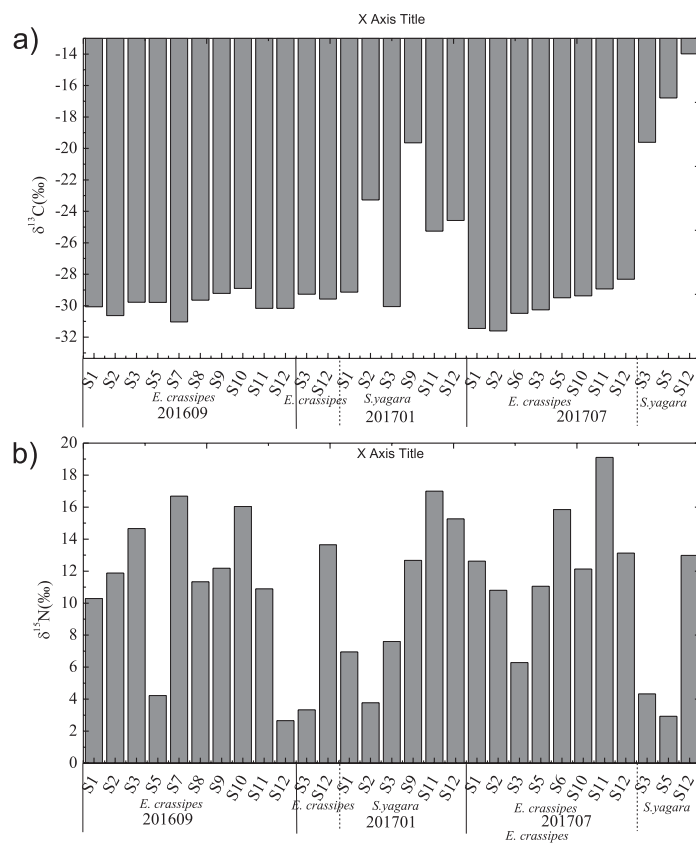 X Axis Title
a)
-14
-16
-18
-20
-22
-24
-26
-28
-30
-32
δ¹³C(‰)
S1 S2 S3 S5 S7 S8 S9 S10 S11 S12 S3 S12 S1 S2 S3 S9 S11 S12 S1 S2 S6 S3 S5 S10 S11 S12 S3 S5 S12
E. crassipes E. crassipes S.yagara E. crassipes S.yagara
201609 201701 201707
b)
X Axis Title
20
18
16
14
12
10
8
6
4
2
0
δ¹⁵N(‰)
S1 S2 S3 S5 S7 S8 S9 S10 S11 S12 S3 S12 S1 S2 S3 S9 S11 S12 S1 S2 S3 S5 S6 S10 S11 S12 S3 S5 S12
E. crassipes E. crassipes S.yagara E. crassipes S.yagara
201609 201701 201707
E. crassipes